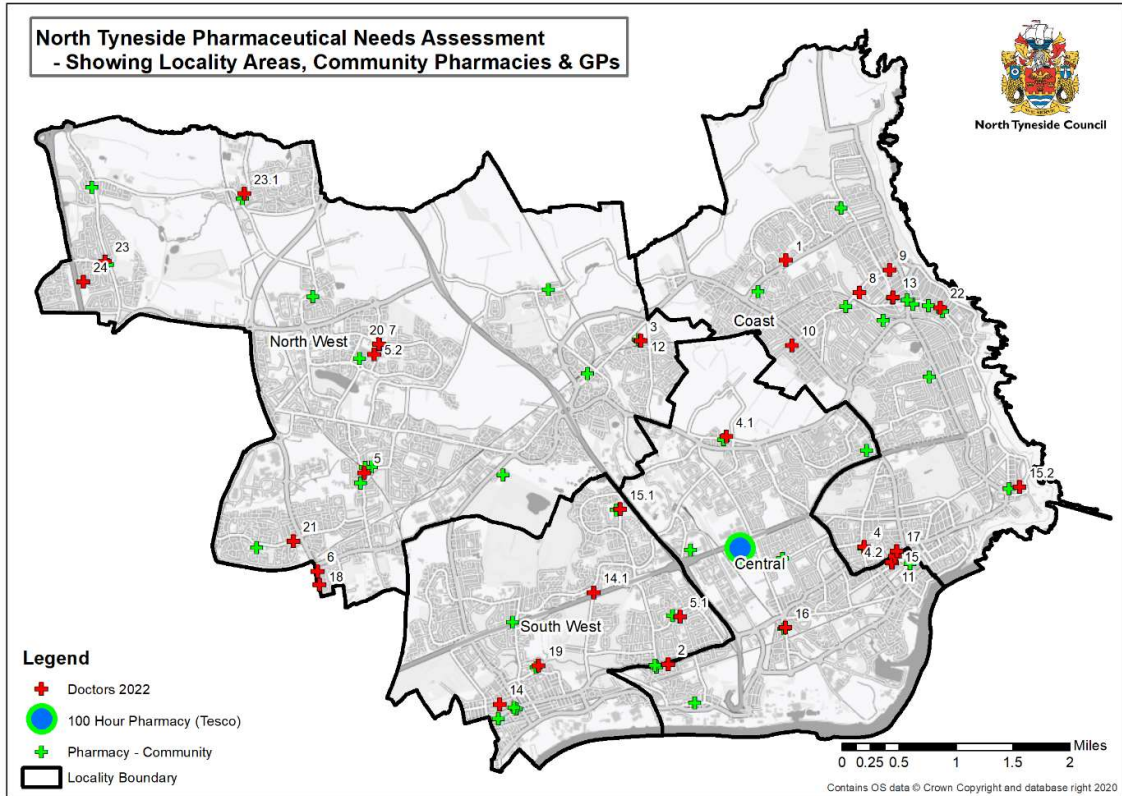 North Tyneside Pharmaceutical Needs Assessment
- Showing Locality Areas, Community Pharmacies & GPs
North Tyneside Council
23.1
23
24
1
9
8
13
22
Coast
10
3
12
20
7
North West
5.2
4.1
5
15.2
15.1
21
4
17
4.2
15
11
6
18
Central
14.1
5.1
16
South West
19
2
14
Legend
Doctors 2022
100 Hour Pharmacy (Tesco)
Pharmacy - Community
Locality Boundary
Miles
0 0.25 0.5 1 1.5 2
Contains OS data © Crown Copyright and database right 2020